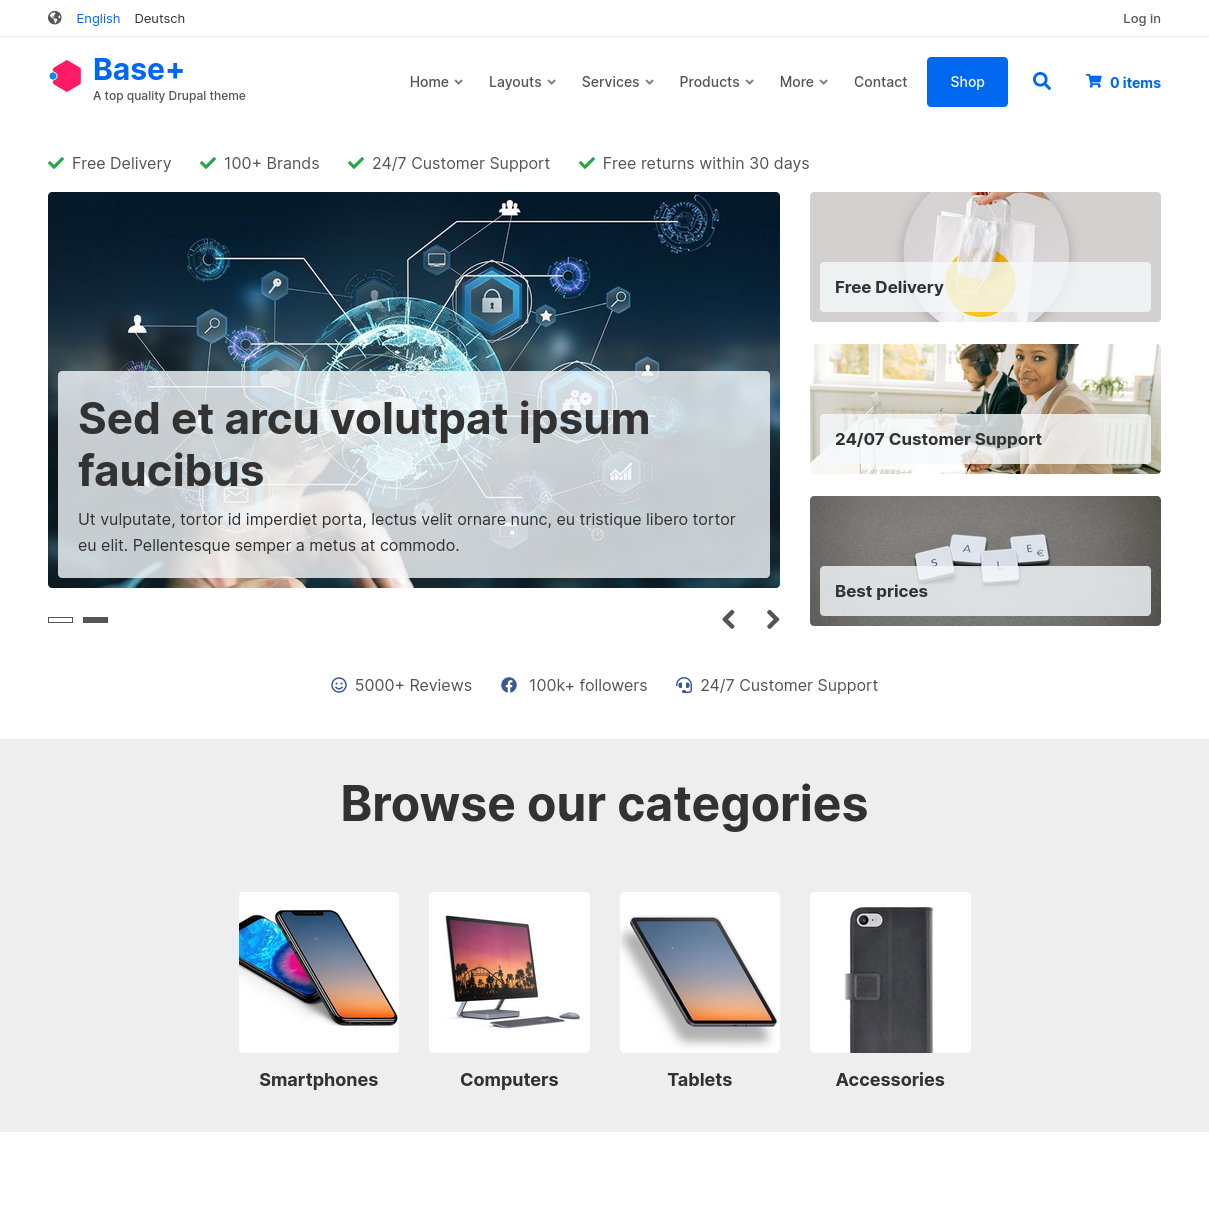 English Deutsch Log in
Base+
A top quality Drupal theme
Home Layouts Services Products More Contact Shop 0 items
Free Delivery 100+ Brands 24/7 Customer Support Free returns within 30 days
Sed et arcu volutpat ipsum
faucibus
Ut vulputate, tortor id imperdiet porta, lectus velit ornare nunc, eu tristique libero tortor
eu elit. Pellentesque semper a metus at commodo.
Free Delivery
24/07 Customer Support
S A L E €
Best prices
5000+ Reviews 100k+ followers 24/7 Customer Support
Browse our categories
Smartphones Computers Tablets Accessories